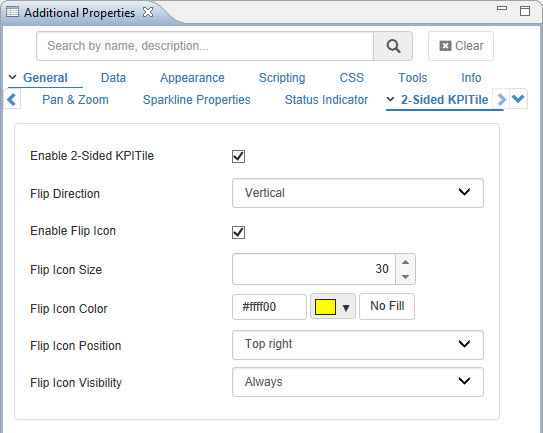 Additional Properties
Search by name, description...
Clear
General Data Appearance Scripting CSS Tools Info
Pan & Zoom Sparkline Properties Status Indicator 2-Sided KPITile
Enable 2-Sided KPITile
Flip Direction Vertical
Enable Flip Icon
Flip Icon Size 30
Flip Icon Color #ffff00 No Fill
Flip Icon Position Top right
Flip Icon Visibility Always